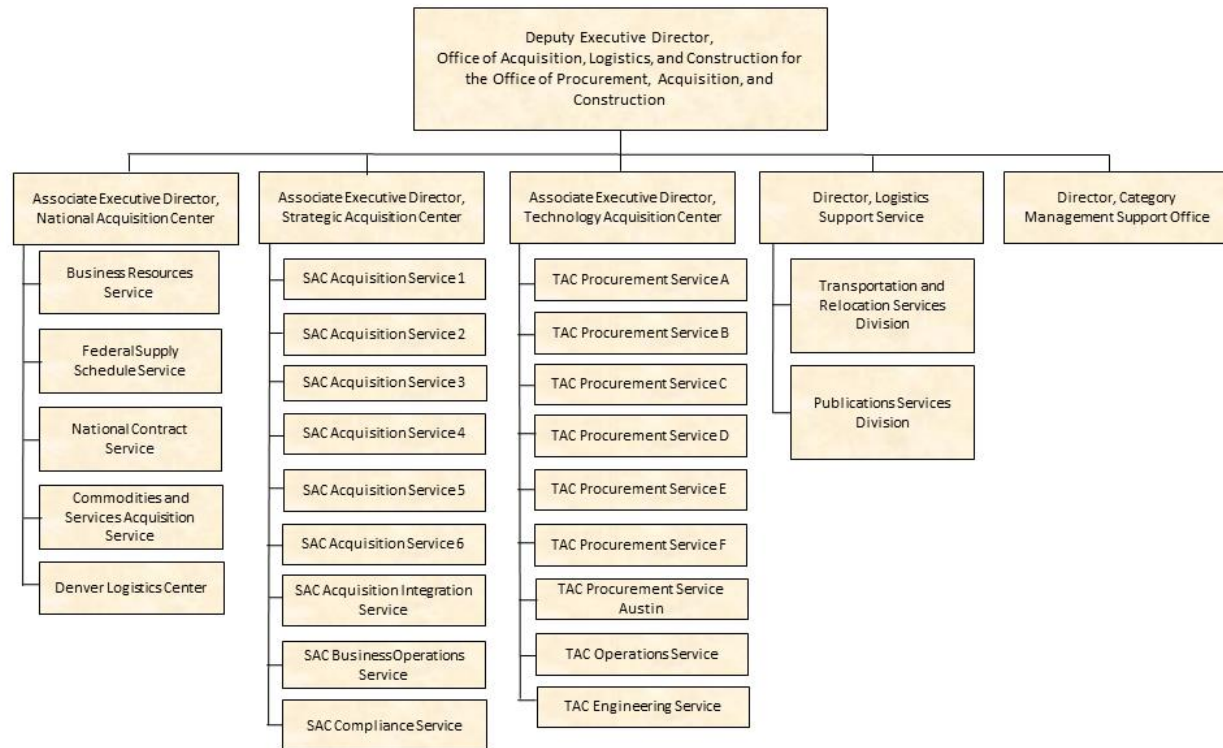 Deputy Executive Director,
Office of Acquisition, Logistics, and Construction for
the Office of Procurement, Acquisition, and
Construction
Associate Executive Director,
National Acquisition Center
Business Resources
Service
Federal Supply
Schedule Service
National Contract
Service
Commodities and
Services Acquisition
Service
Denver Logistics Center
Associate Executive Director,
Strategic Acquisition Center
SAC Acquisition Service 1
SAC Acquisition Service 2
SAC Acquisition Service 3
SAC Acquisition Service 4
SAC Acquisition Service 5
SAC Acquisition Service 6
SAC Acquisition Integration
Service
SAC Business Operations
Service
SAC Compliance Service
Associate Executive Director,
Technology Acquisition Center
TAC Procurement Service A
TAC Procurement Service B
TAC Procurement Service C
TAC Procurement Service D
TAC Procurement Service E
TAC Procurement Service F
TAC Procurement Service
Austin
TAC Operations Service
TAC Engineering Service
Director, Logistics
Support Service
Transportation and
Relocation Services
Division
Publications Services
Division
Director, Category
Management Support Office